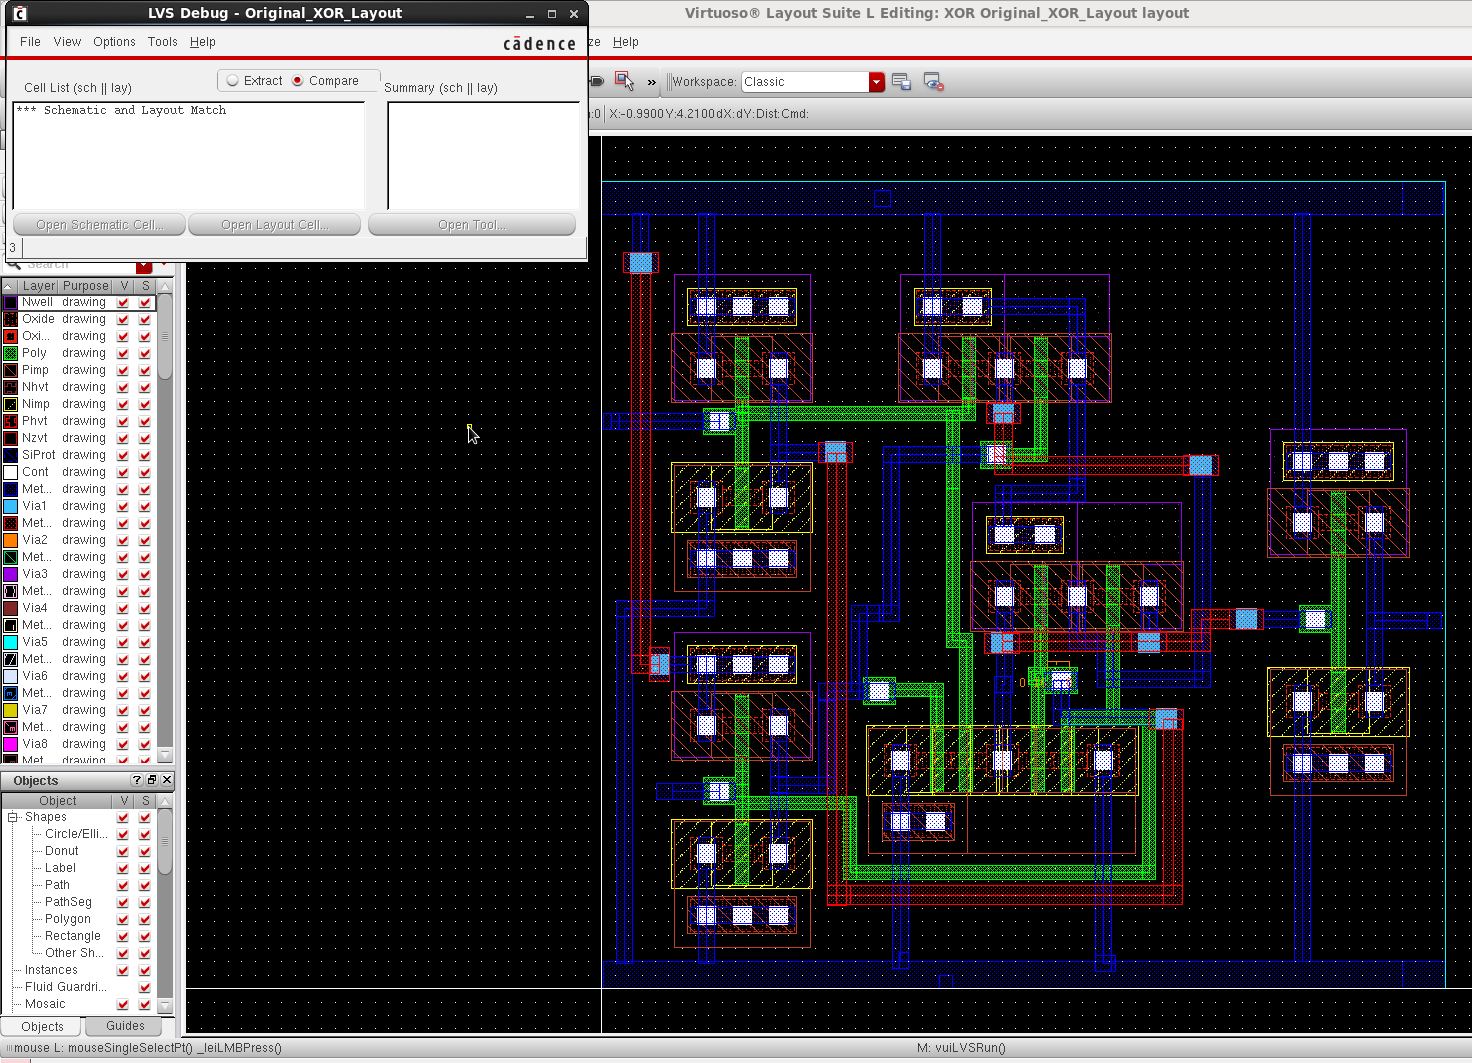 LVS Debug - Original_XOR_Layout
Virtuoso® Layout Suite L Editing: XOR Original_XOR_Layout layout
File View Options Tools Help
cādence
ze Help
Extract Compare
Cell List (sch || lay)
Summary (sch || lay)
» Workspace: Classic
*** Schematic and Layout Match
:0 X:-0.9900Y:4.2100dX:dY:Dist:Cmd:
Open Schematic Cell... Open Layout Cell... Open Tool...
3
Search
Layer Purpose V S
Nwell drawing
Oxide drawing
Oxi... drawing
Poly drawing
Pimp drawing
Nhvt drawing
Nimp drawing
Phvt drawing
Nzvt drawing
SiProt drawing
Cont drawing
Met... drawing
Via1 drawing
Met... drawing
Via2 drawing
Met... drawing
Via3 drawing
Met... drawing
Via4 drawing
Met... drawing
Via5 drawing
Met... drawing
Via6 drawing
Met... drawing
Via7 drawing
Met... drawing
Via8 drawing
Met drawing
Objects
Object V S
Shapes
Circle/Elli...
Donut
Label
Path
PathSeg
Polygon
Rectangle
Other Sh...
Instances
Fluid Guardri...
Mosaic
Objects Guides
mouse L: mouseSingleSelectPt() _leiLMBPress()
M: vuiLVSRun()